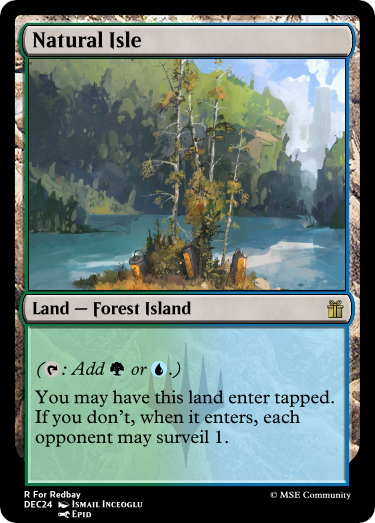 Natural Isle
Land — Forest Island
(: Add or .)
You may have this land enter tapped.
If you don't, when it enters, each
opponent may surveil 1.
R For Redbay
DEC24 Ismail Inceoglu
Epid
© MSE Community